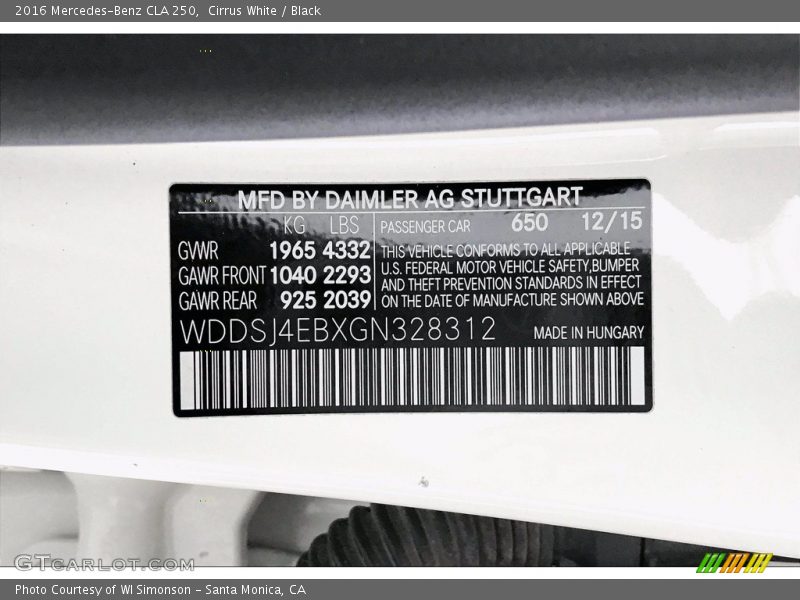 2016 Mercedes-Benz CLA 250, Cirrus White / Black
MFD BY DAIMLER AG STUTTGART
KG LBS PASSENGER CAR 650 12/15
GVWR 1965 4332 THIS VEHICLE CONFORMS TO ALL APPLICABLE
GAWR FRONT 1040 2293 U.S. FEDERAL MOTOR VEHICLE SAFETY,BUMPER
AND THEFT PREVENTION STANDARDS IN EFFECT
GAWR REAR 925 2039 ON THE DATE OF MANUFACTURE SHOWN ABOVE
WDDSJ4EBXGN328312 MADE IN HUNGARY
GTcarlot.com
Photo Courtesy of WI Simonson - Santa Monica, CA